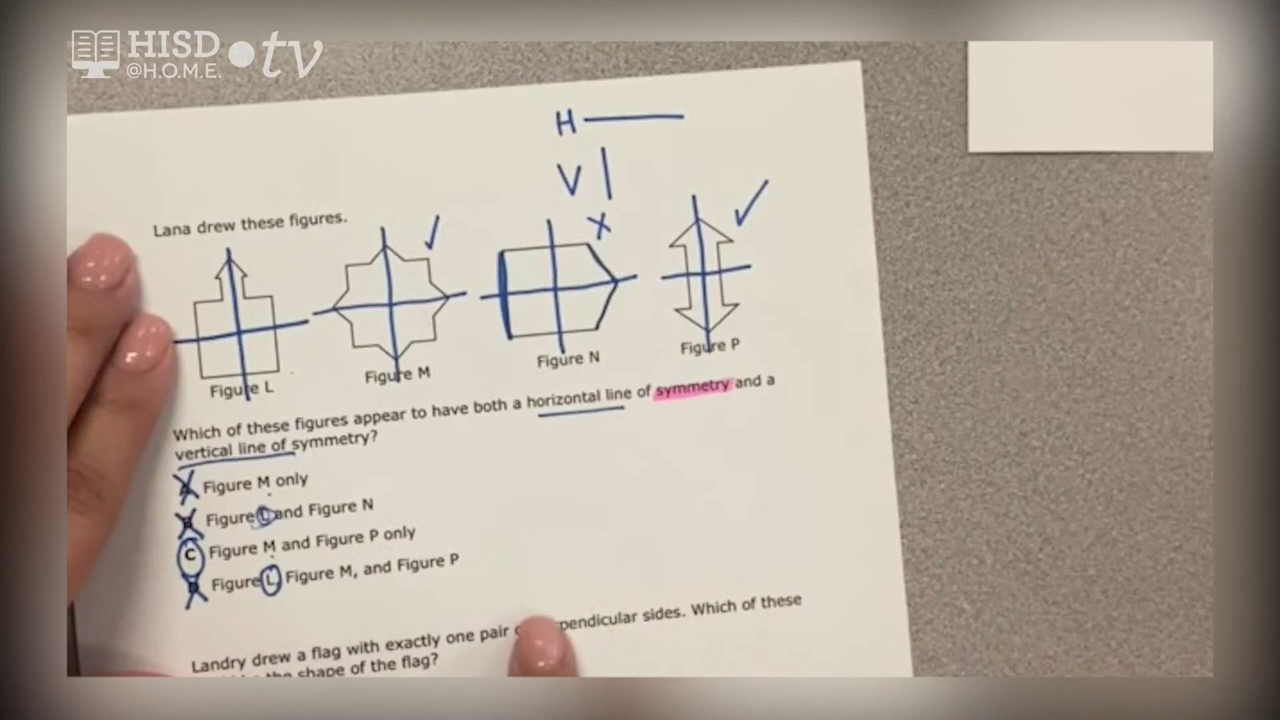 HISD
@H.O.M.E. tv
H
V
Lana drew these figures.
Figure L
Figure M
Figure N
Figure P
Which of these figures appear to have both a horizontal line of symmetry and a
vertical line of symmetry?
A Figure M only
B Figure L and Figure N
C Figure M and Figure P only
D Figure L, Figure M, and Figure P
Landry drew a flag with exactly one pair pendicular sides. Which of these
the shape of the flag?